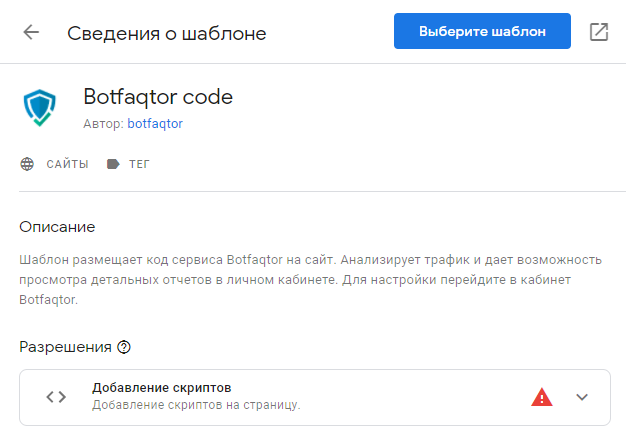 Сведения о шаблоне
Выберите шаблон
Botfaqtor code
Автор: botfaqtor
САЙТЫ ТЕГ
Описание
Шаблон размещает код сервиса Botfaqtor на сайт. Анализирует трафик и дает возможность
просмотра детальных отчетов в личном кабинете. Для настройки перейдите в кабинет
Botfaqtor.
Разрешения
Добавление скриптов
Добавление скриптов на страницу.